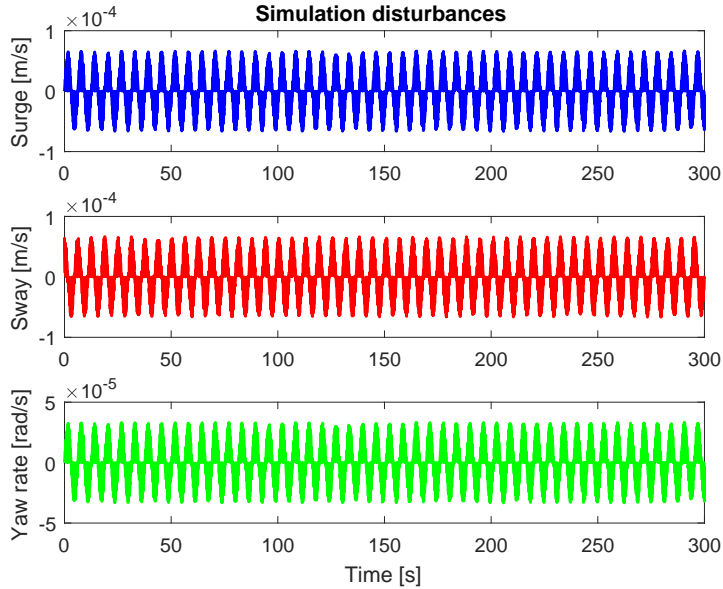 Simulation disturbances
×10-4
Surge [m/s]
1
0
-1
0 50 100 150 200 250 300
×10-4
Sway [m/s]
1
0
-1
0 50 100 150 200 250 300
×10-5
Yaw rate [rad/s]
5
0
-5
0 50 100 150 200 250 300
Time [s]